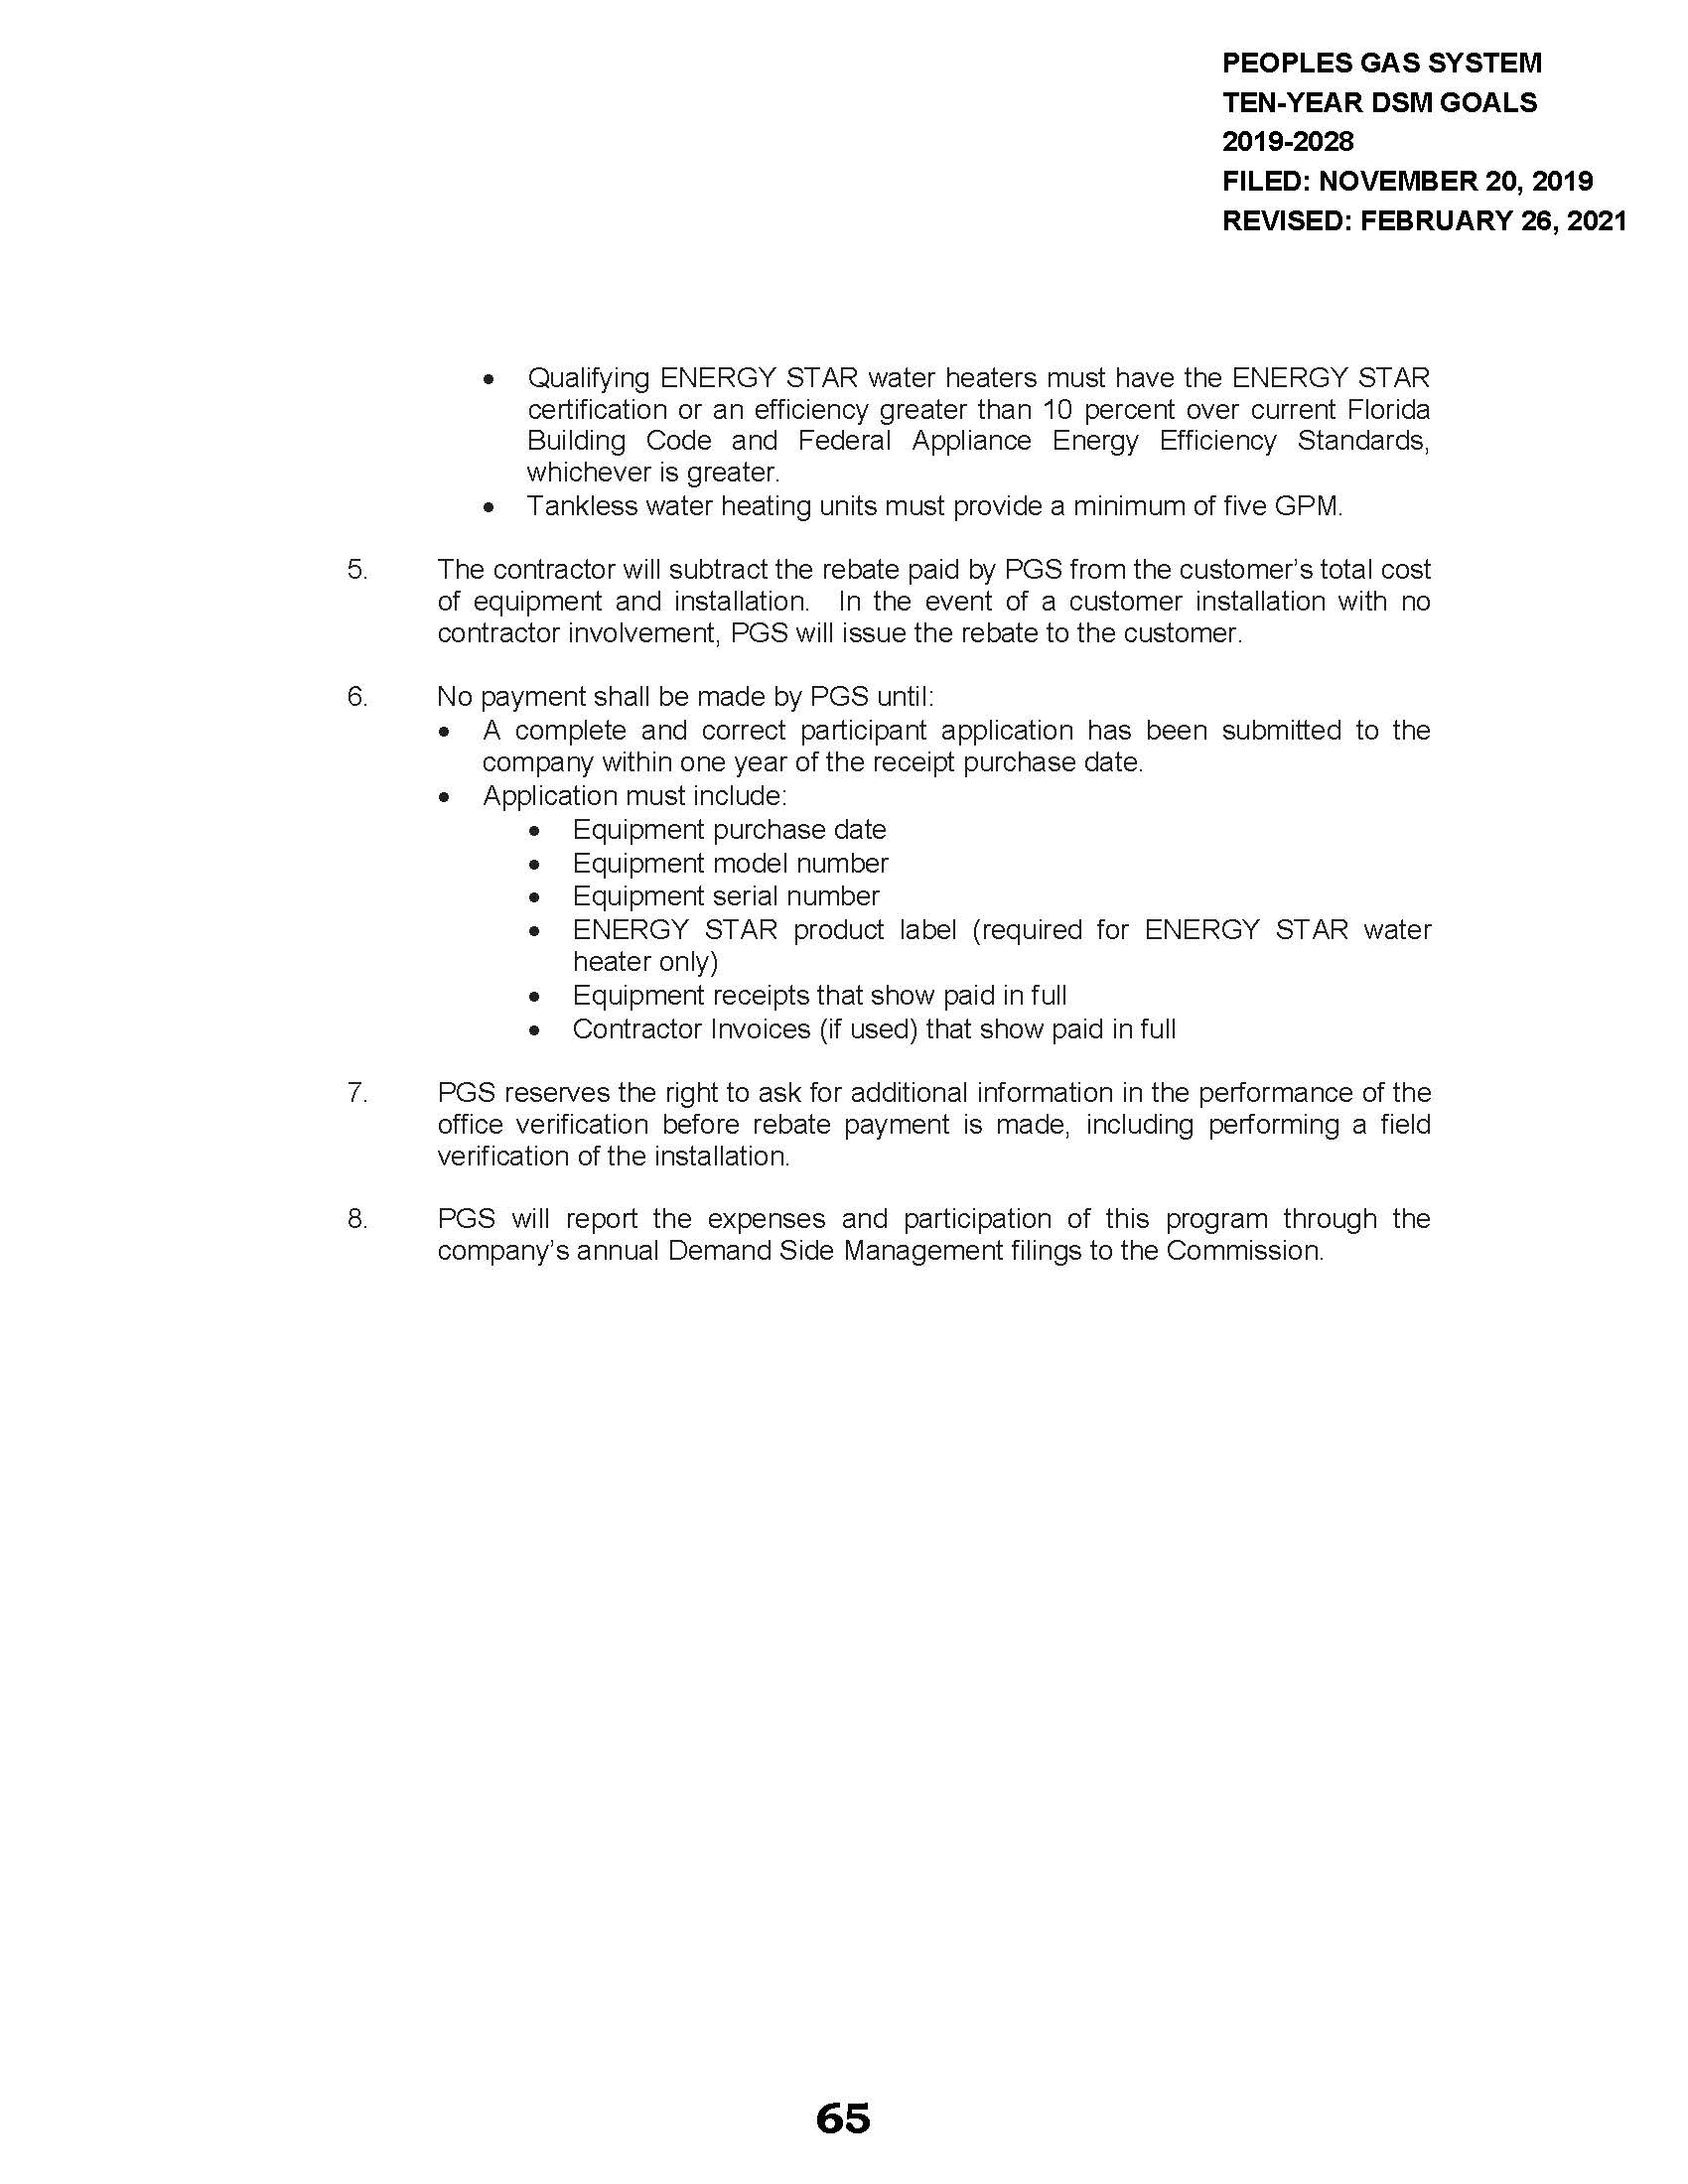 PEOPLES GAS SYSTEM
TEN-YEAR DSM GOALS
2019-2028
FILED: NOVEMBER 20, 2019
REVISED: FEBRUARY 26, 2021
• Qualifying ENERGY STAR water heaters must have the ENERGY STAR
certification or an efficiency greater than 10 percent over current Florida
Building Code and Federal Appliance Energy Efficiency Standards,
whichever is greater.
• Tankless water heating units must provide a minimum of five GPM.
5. The contractor will subtract the rebate paid by PGS from the customer’s total cost
of equipment and installation. In the event of a customer installation with no
contractor involvement, PGS will issue the rebate to the customer.
6. No payment shall be made by PGS until:
• A complete and correct participant application has been submitted to the
company within one year of the receipt purchase date.
• Application must include:
• Equipment purchase date
• Equipment model number
• Equipment serial number
• ENERGY STAR product label (required for ENERGY STAR water
heater only)
• Equipment receipts that show paid in full
• Contractor Invoices (if used) that show paid in full
7. PGS reserves the right to ask for additional information in the performance of the
office verification before rebate payment is made, including performing a field
verification of the installation.
8. PGS will report the expenses and participation of this program through the
company’s annual Demand Side Management filings to the Commission.
65